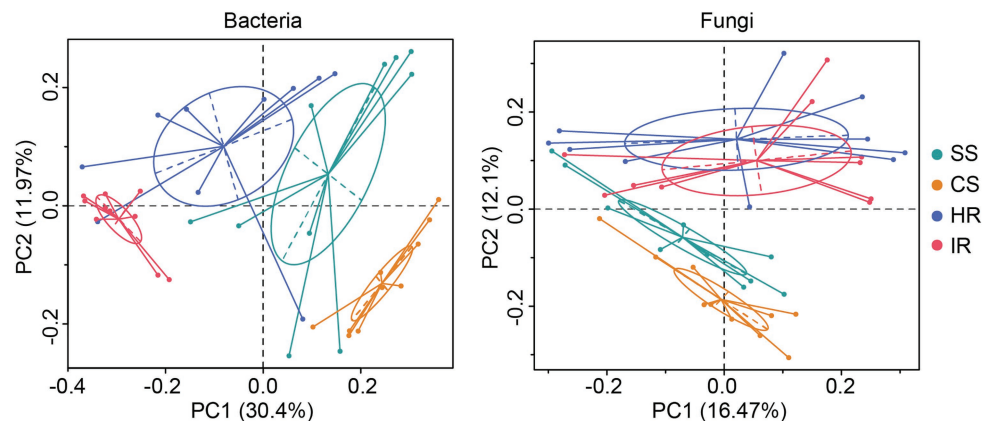 Bacteria
PC2 (11.97%)
0.2
0.0
-0.2
-0.4
-0.2
0.0
0.2
PC1 (30.4%)
Fungi
PC2 (12.1%)
0.2
0.0
-0.2
-0.2
0.0
0.2
PC1 (16.47%)
SS
CS
HR
IR